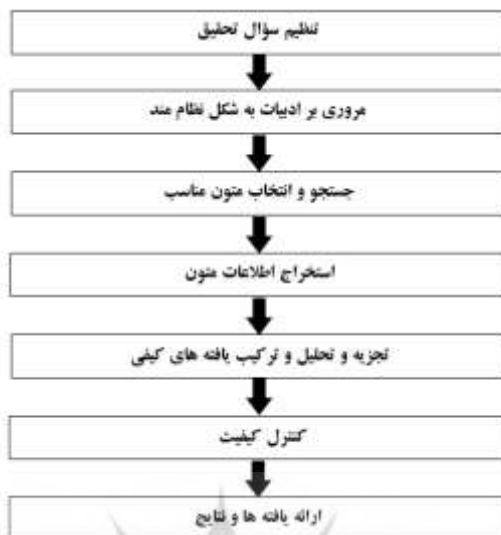 تنظیم سؤال تحقیق
مروری بر ادبیات به شکل نظام مند
جستجو و انتخاب متون مناسب
استخراج اطلاعات متون
تجزیه و تحلیل و ترکیب یافته های کیفی
کنترل کیفیت
ارائه یافته ها و نتایج